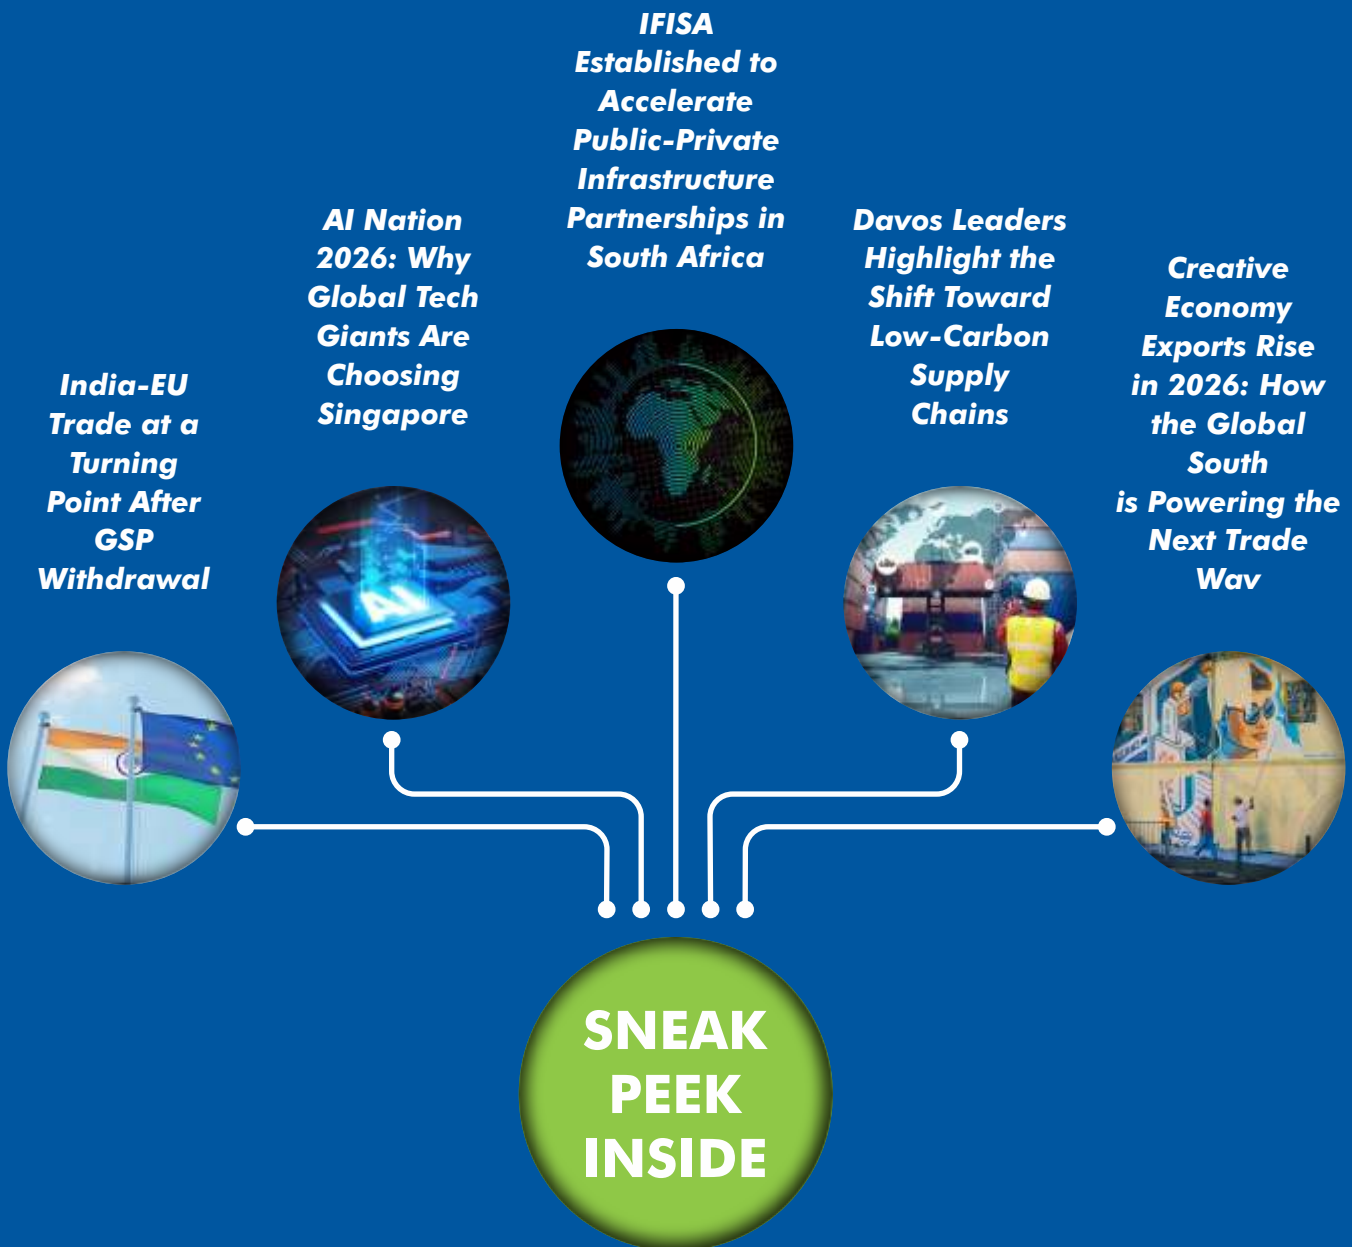 India-EU
Trade at a
Turning
Point After
GSP
Withdrawal
AI Nation
2026: Why
Global Tech
Giants Are
Choosing
Singapore
IFISA
Established to
Accelerate
Public-Private
Infrastructure
Partnerships in
South Africa
Davos Leaders
Highlight the
Shift Toward
Low-Carbon
Supply
Chains
Creative
Economy
Exports Rise
in 2026: How
the Global
South
is Powering the
Next Trade
Wav
AI
SNEAK
PEEK
INSIDE